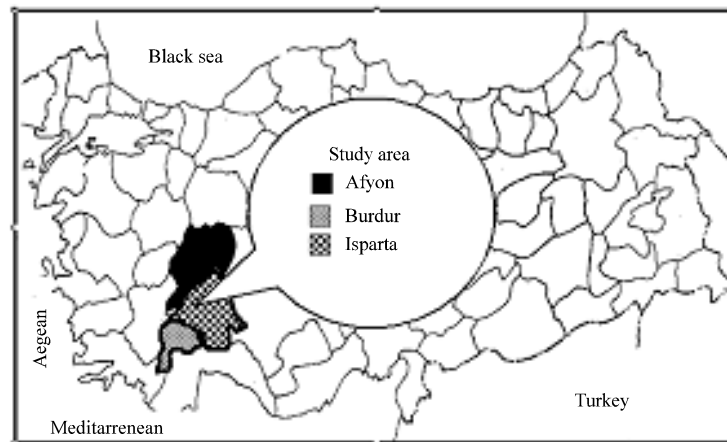 Black sea
Study area
Afyon
Burdur
Isparta
Aegean
Turkey
Meditarrenean